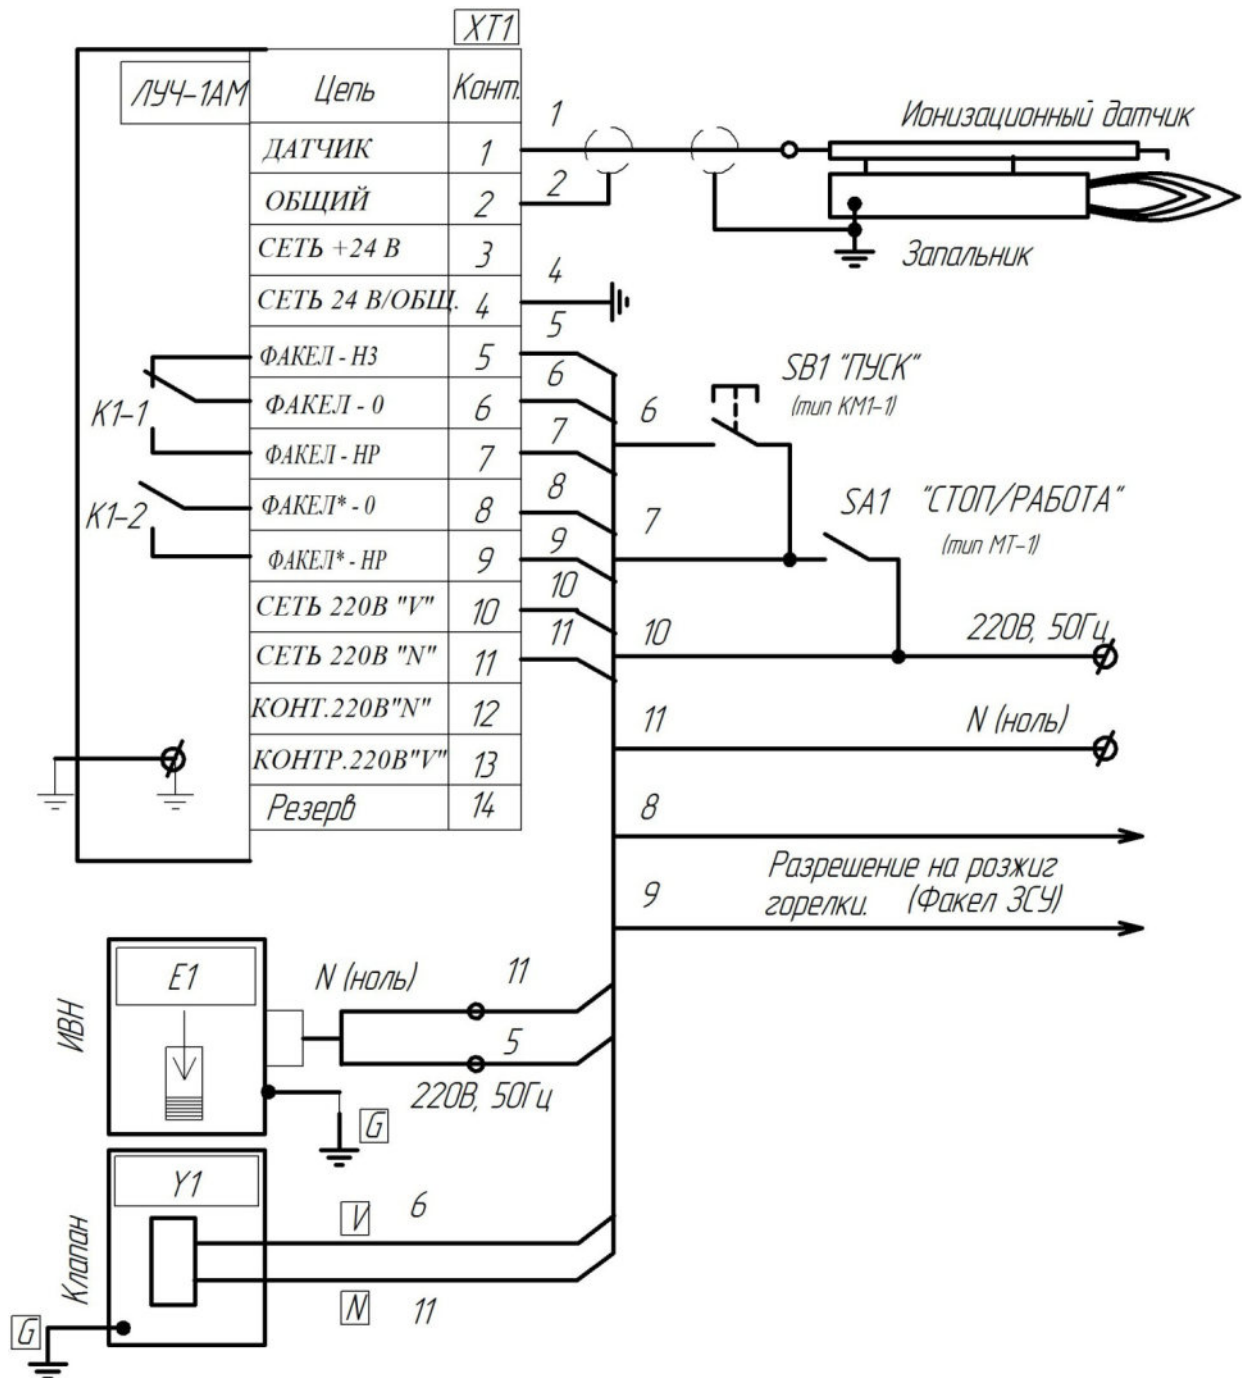 XT1
ЛУЧ-1АМ
Цепь
Конт.
ДАТЧИК
1
1
Ионизационный датчик
ОБЩИЙ
2
2
СЕТЬ +24 В
3
Запальник
СЕТЬ 24 В/ОБЩ.
4
4
ФАКЕЛ - НЗ
5
5
SB1 "ПУСК"
(тип КМ1-1)
К1-1
ФАКЕЛ - 0
6
6
6
ФАКЕЛ - НР
7
7
К1-2
ФАКЕЛ* - 0
8
8
7
SA1 "СТОП/РАБОТА"
(тип МТ-1)
ФАКЕЛ* - НР
9
9
СЕТЬ 220В "V"
10
10
10
220В, 50Гц
СЕТЬ 220В "N"
11
11
КОНТ.220В"N"
12
11
N (ноль)
КОНТР.220В"V"
13
Резерв
14
8
Разрешение на розжиг
горелки. (Факел ЗСУ)
9
ИВН
E1
N (ноль)
11
5
220В, 50Гц
G
Клапан
Y1
V
6
N
11
G